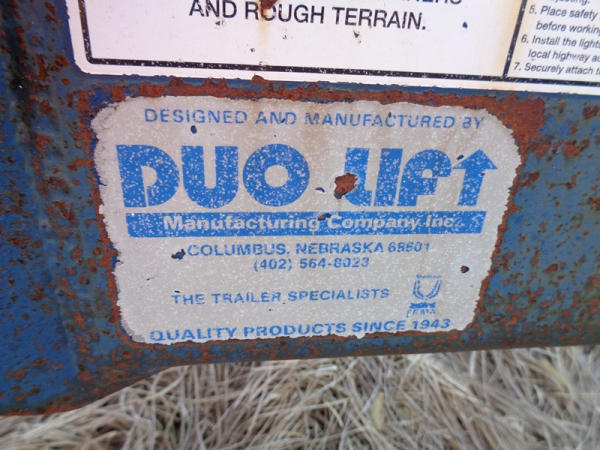 AND ROUGH TERRAIN.
5. Place safety
before working
6. Install the lights
local highway
7. Securely attach
DESIGNED AND MANUFACTURED BY
DUO LIFT
Manufacturing Company Inc.
COLUMBUS, NEBRASKA 68601
(402) 564-8023
THE TRAILER SPECIALISTS
FEMA
QUALITY PRODUCTS SINCE 1943